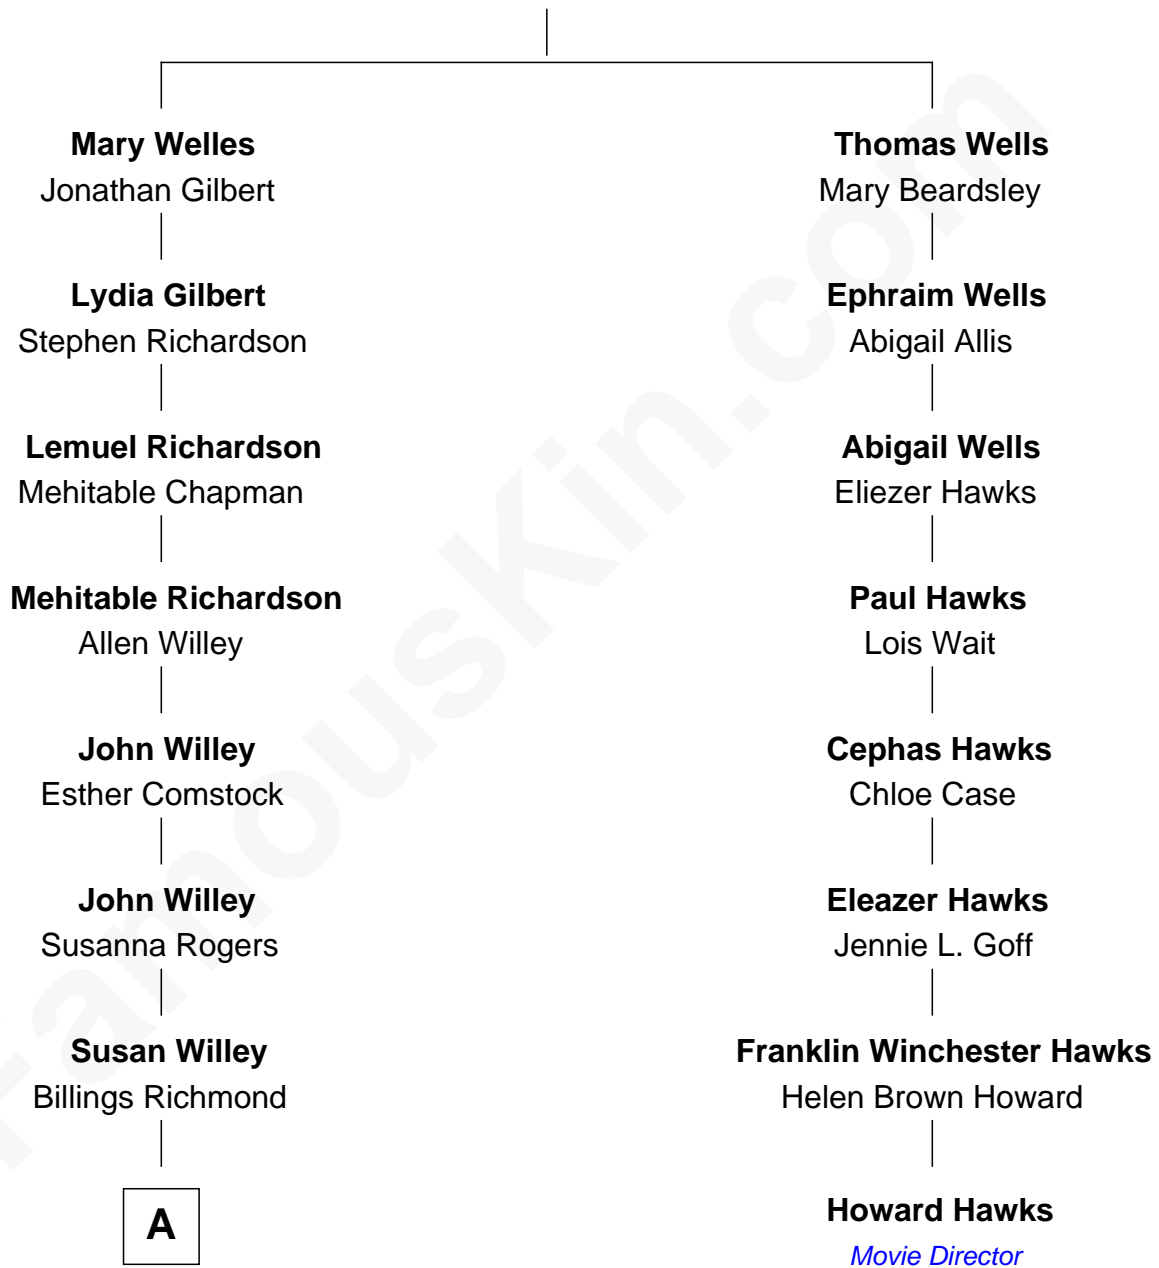 Mary Welles
Jonathan Gilbert
Lydia Gilbert
Stephen Richardson
Lemuel Richardson
Mehitable Chapman
Mehitable Richardson
Allen Willey
John Willey
Esther Comstock
John Willey
Susanna Rogers
Susan Willey
Billings Richmond
A
Thomas Wells
Mary Beardsley
Ephraim Wells
Abigail Allis
Abigail Wells
Eliezer Hawks
Paul Hawks
Lois Wait
Cephas Hawks
Chloe Case
Eleazer Hawks
Jennie L. Goff
Franklin Winchester Hawks
Helen Brown Howard
Howard Hawks
Movie Director
FamousKin.com